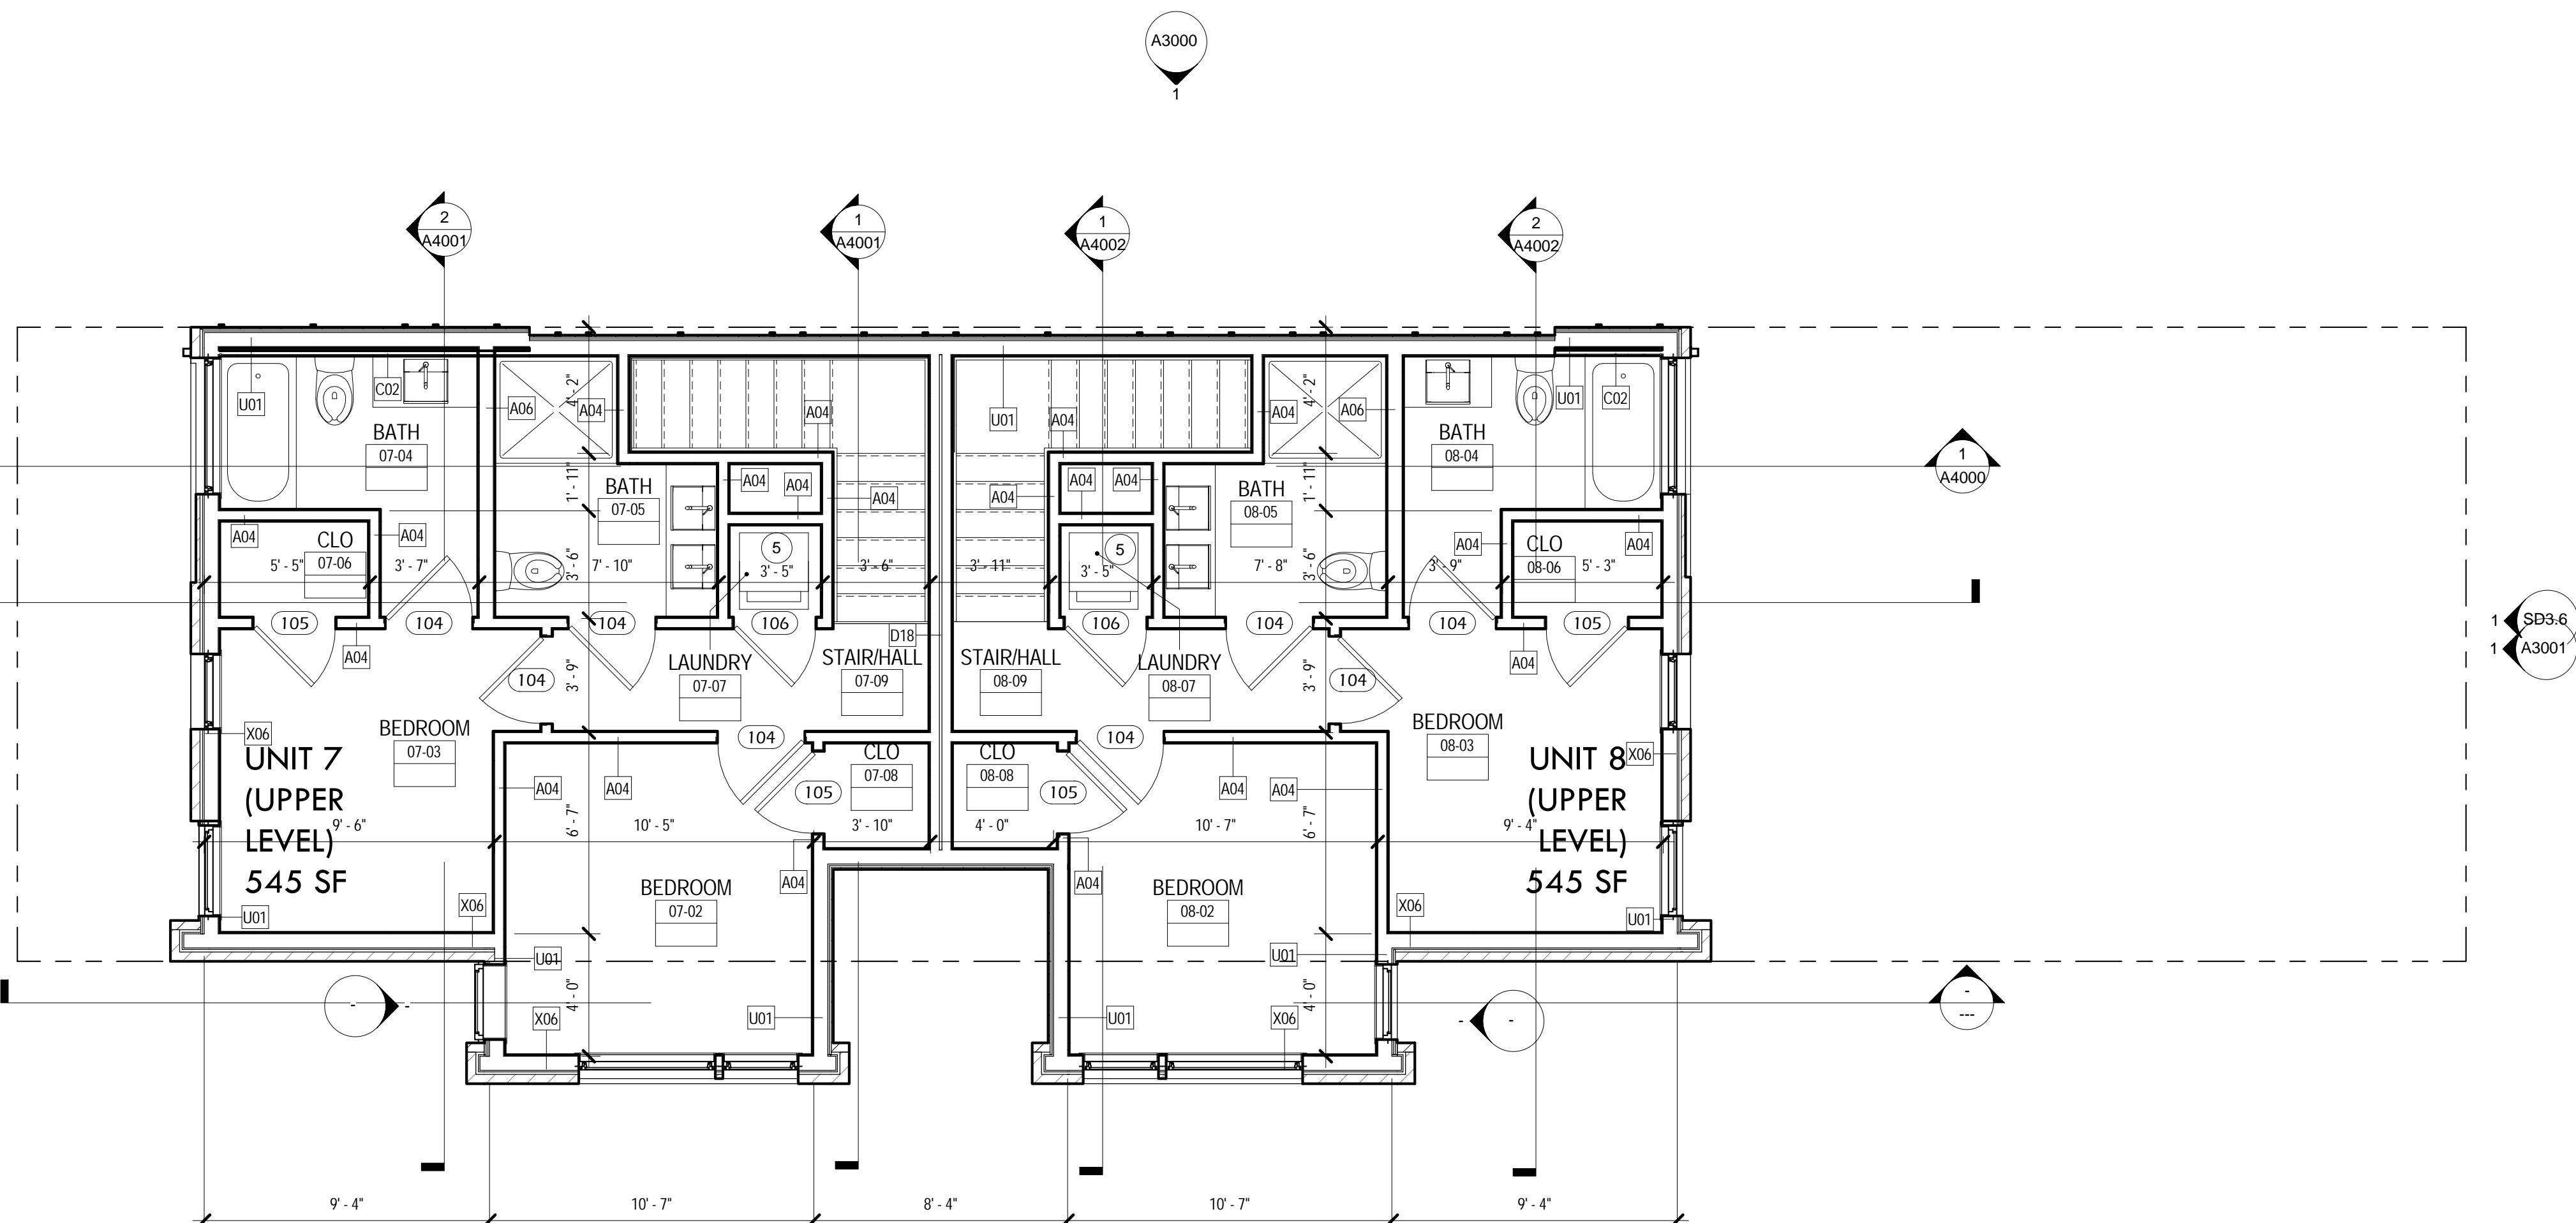 A3000
1
2
A4001
1
A4001
1
A4002
2
A4002
U01
C02
A06
4' - 2"
A04
A04
U01
A04
A04
4' - 2"
A06
U01
C02
BATH
07-04
BATH
08-04
1
A4000
BATH
07-05
1' - 11"
A04
A04
A04
A04
A04
A04
BATH
08-05
1' - 11"
A04
CLO
07-06
A04
5' - 5"
3' - 7"
3' - 6"
7' - 10"
5
3' - 5"
3' - 6"
3' - 11"
5
3' - 5"
7' - 8"
3' - 6"
A04
3' - 9"
CLO
08-06
5' - 3"
A04
105
104
104
106
D18
106
104
104
105
1
SD3.6
1
A3001
A04
104
3' - 9"
LAUNDRY
07-07
STAIR/HALL
07-09
STAIR/HALL
08-09
LAUNDRY
08-07
3' - 9"
104
A04
X06
BEDROOM
07-03
104
104
BEDROOM
08-03
X06
UNIT 7
(UPPER
LEVEL)
545 SF
CLO
07-08
CLO
08-08
UNIT 8
(UPPER
LEVEL)
545 SF
A04
A04
105
105
A04
A04
9' - 6"
6' - 7"
10' - 5"
3' - 10"
4' - 0"
10' - 7"
6' - 7"
9' - 4"
A04
A04
BEDROOM
07-02
BEDROOM
08-02
U01
X06
X06
U01
U01
U01
4' - 0"
4' - 0"
-
-
-
-
-
---
X06
U01
U01
X06
9' - 4"
10' - 7"
8' - 4"
10' - 7"
9' - 4"